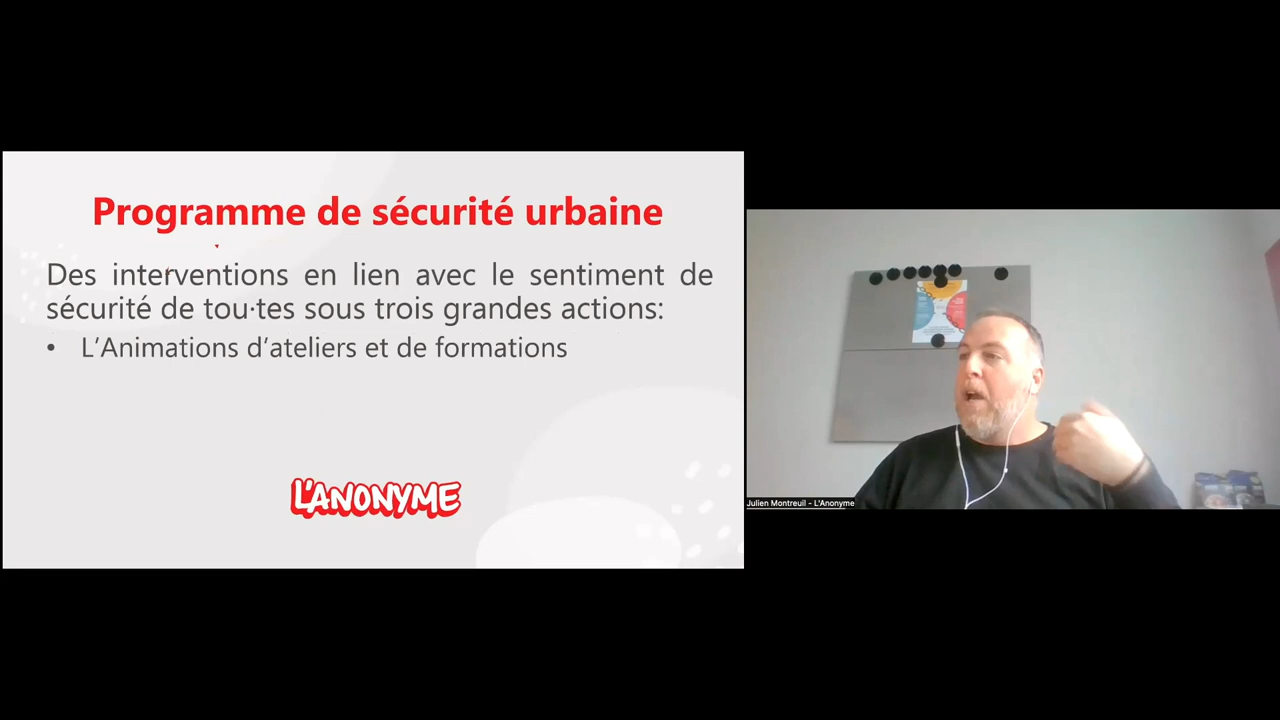 Programme de sécurité urbaine
Des interventions en lien avec le sentiment de
sécurité de tou·tes sous trois grandes actions:
• L'Animations d'ateliers et de formations
L'ANONYME
Julien Montreuil - L'Anonyme